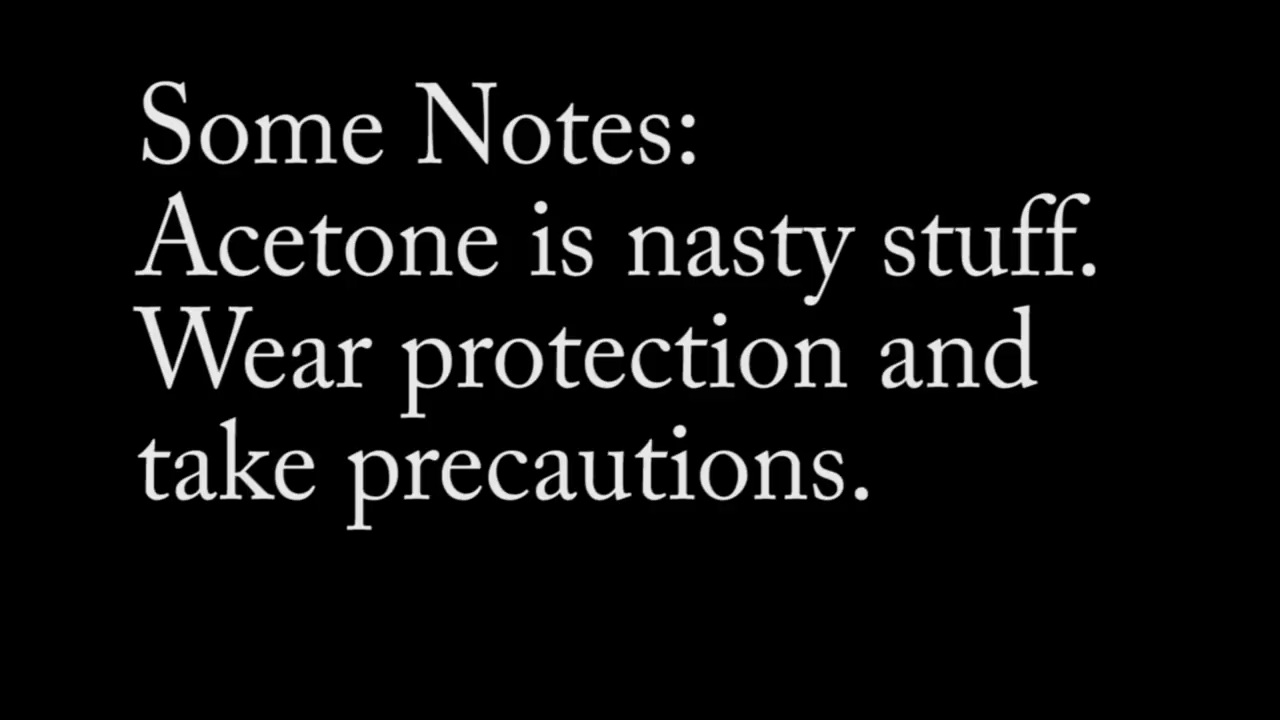 Some Notes:
Acetone is nasty stuff.
Wear protection and
take precautions.